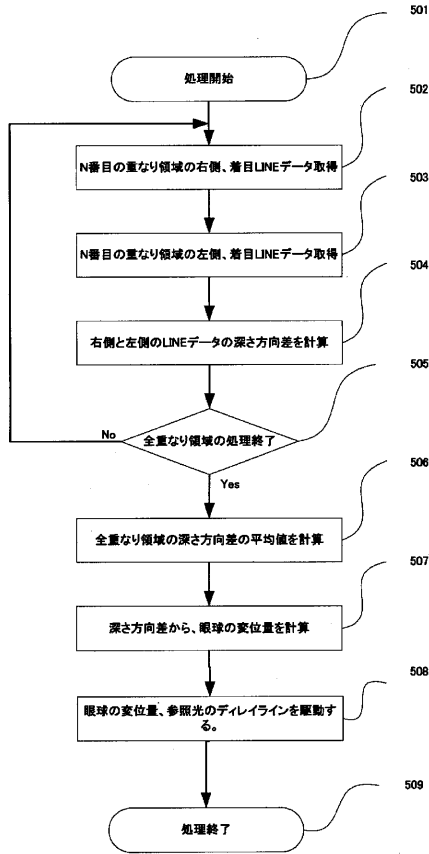 501
処理開始
502
N番目の重なり領域の右側、着目LINEデータ取得
503
N番目の重なり領域の左側、着目LINEデータ取得
504
右側と左側のLINEデータの深さ方向差を計算
505
全重なり領域の処理終了
No
Yes
506
全重なり領域の深さ方向差の平均値を計算
507
深さ方向差から、眼球の変位量を計算
508
眼球の変位量、参照光のディレイラインを駆動す
る。
509
処理終了